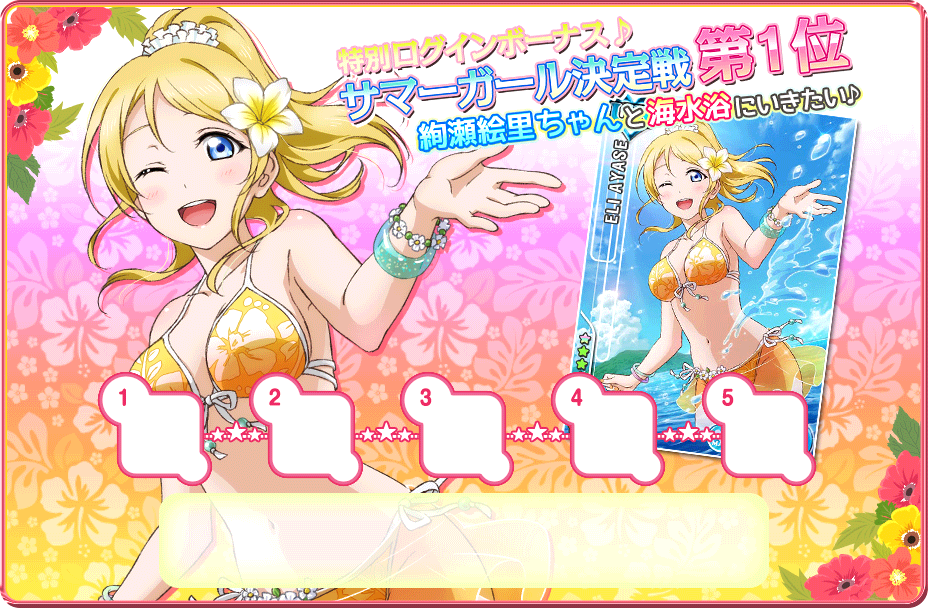 特別ログインボーナス♪
サマーガール決定戦 第1位
絢瀬絵里ちゃんと海水浴にいきたい♪
ELI AYASE
1 2 3 4 5